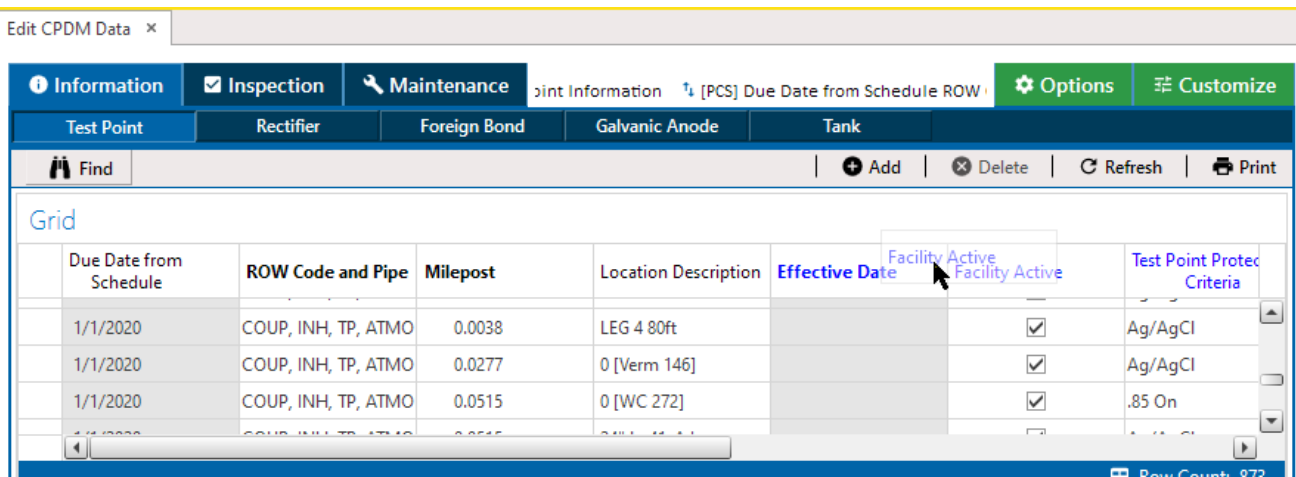 Edit CPDM Data ×
Information Inspection Maintenance oint Information [PCS] Due Date from Schedule ROW Options Customize
Test Point Rectifier Foreign Bond Galvanic Anode Tank
Find Add Delete Refresh Print
Grid
Due Date from Schedule ROW Code and Pipe Milepost Location Description Effective Date Facility Active Facility Active Test Point Protec Criteria
1/1/2020 COUP, INH, TP, ATMO 0.0038 LEG 4 80ft Ag/AgCl
1/1/2020 COUP, INH, TP, ATMO 0.0277 0 [Verm 146] Ag/AgCl
1/1/2020 COUP, INH, TP, ATMO 0.0515 0 [WC 272] .85 On
Row Count: 873